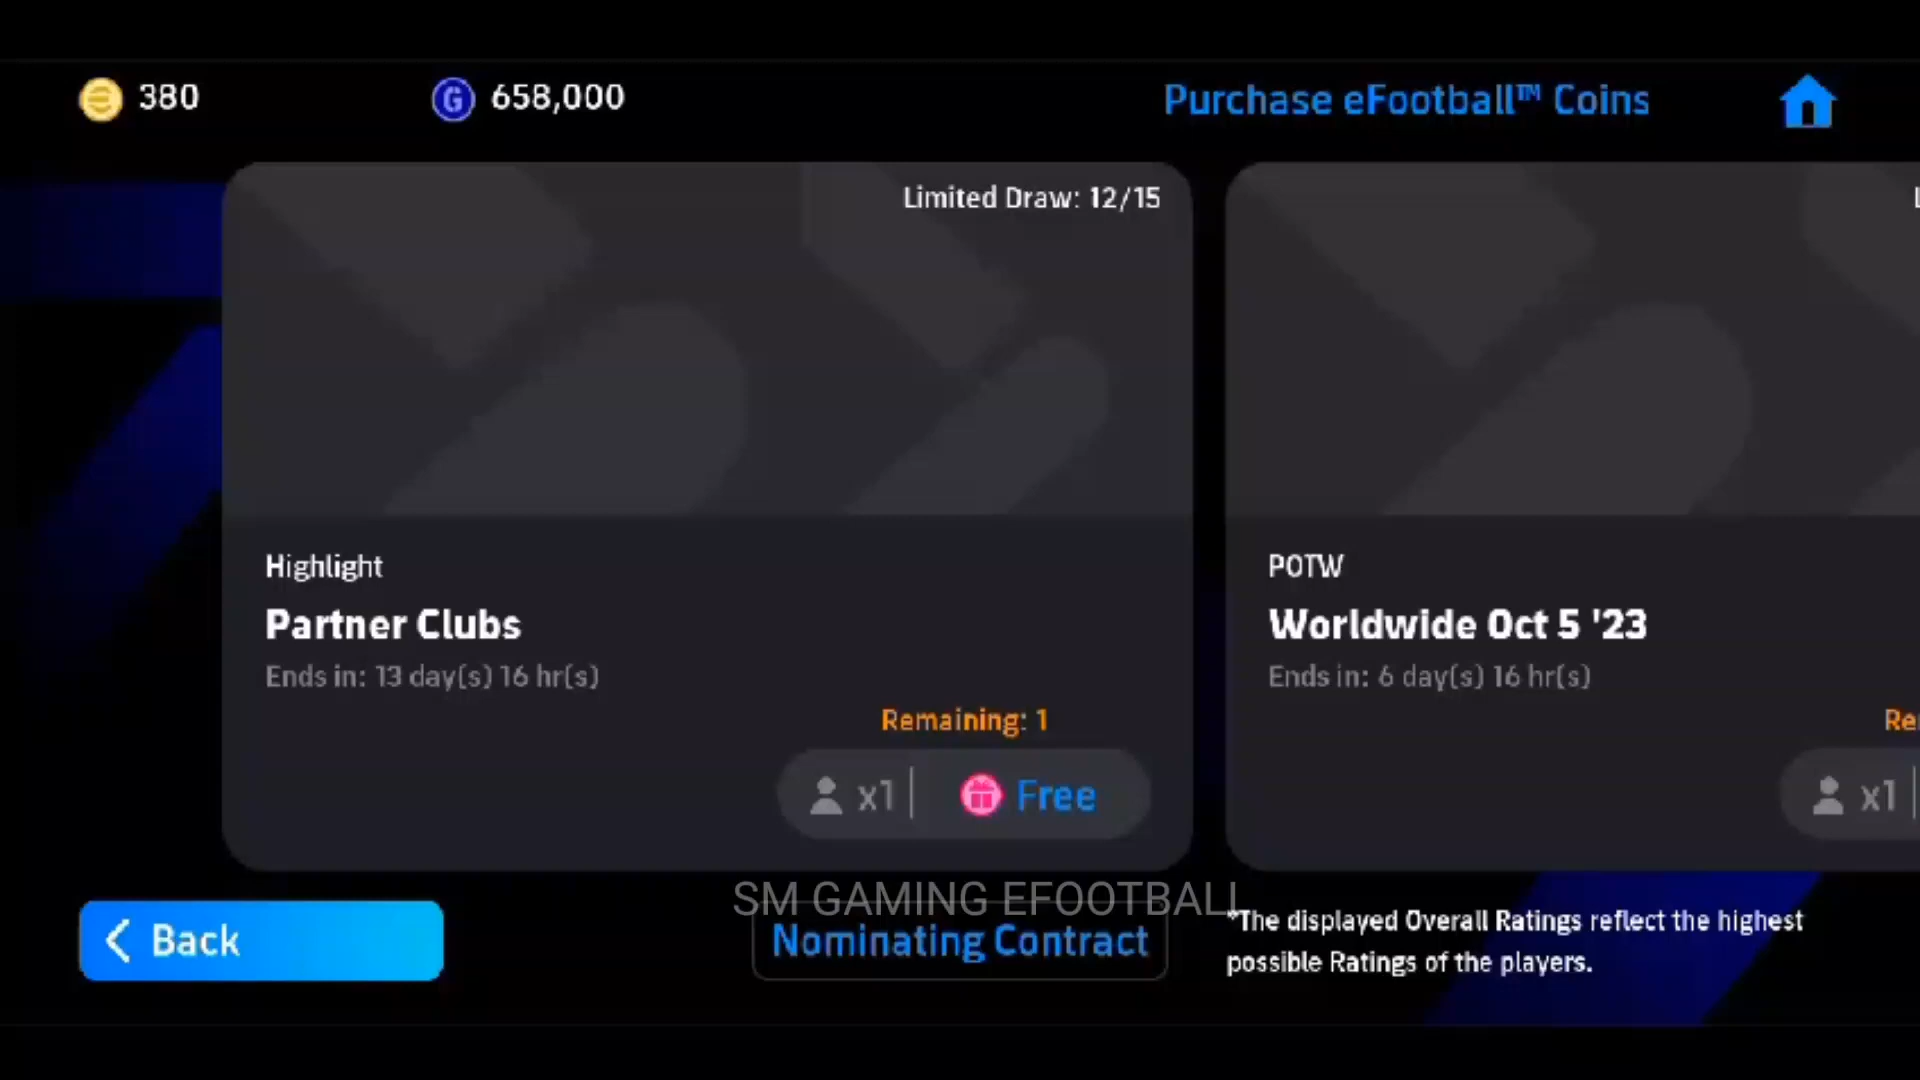 380
G 658,000
Purchase eFootball™ Coins
Limited Draw: 12/15
Highlight
Partner Clubs
Ends in: 13 day(s) 16 hr(s)
Remaining: 1
x1
Free
POTW
Worldwide Oct 5 '23
Ends in: 6 day(s) 16 hr(s)
x1
SM GAMING EFOOTBALL
Back
Nominating Contract
*The displayed Overall Ratings reflect the highest
possible Ratings of the players.